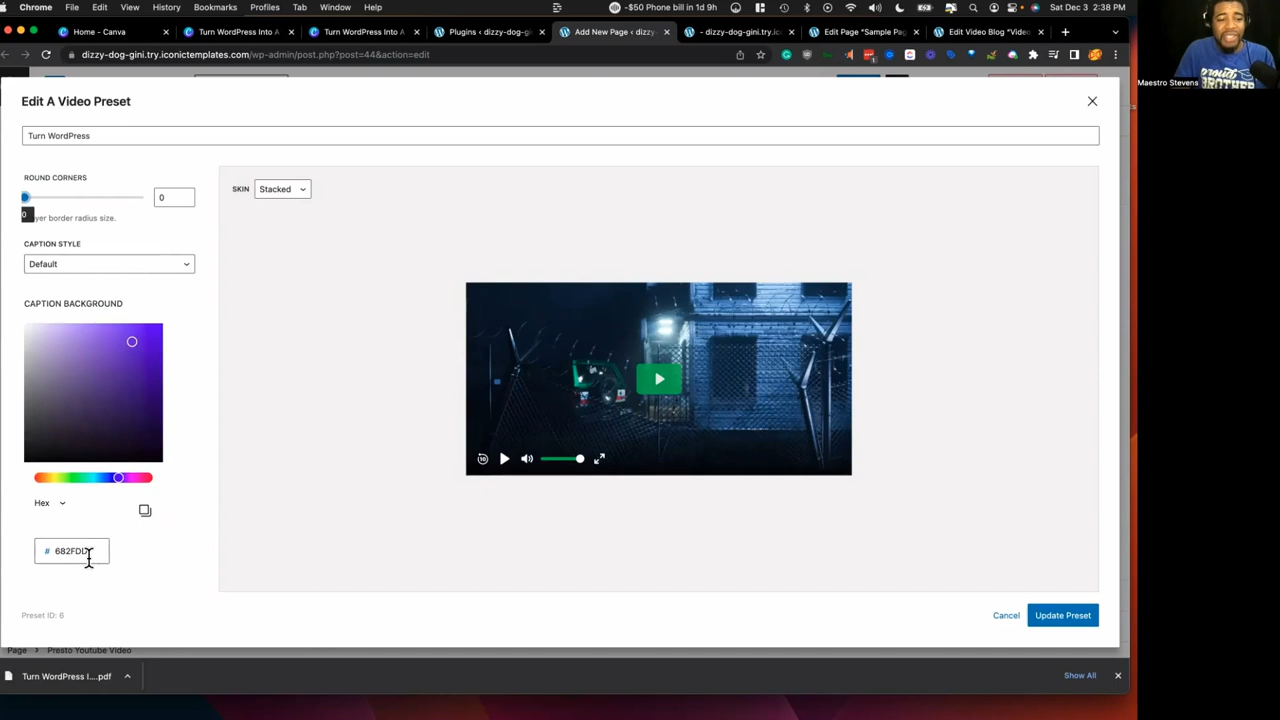 Chrome File Edit View History Bookmarks Profiles Tab Window Help
-$50 Phone bill in 1d 9h
Sat Dec 3 2:38 PM
Home - Canva
Turn WordPress Into A
Turn WordPress Into A
Plugins ‹ dizzy-dog-gi
Add New Page ‹ dizzy-
- dizzy-dog-gini.try.ic
Edit Page "Sample Pag
Edit Video Blog "Video
dizzy-dog-gini.try.iconictemplates.com/wp-admin/post.php?post=44&action=edit
Maestro Stevens
Edit A Video Preset
Turn WordPress
ROUND CORNERS
0
0
yer border radius size.
SKIN
Stacked
CAPTION STYLE
Default
CAPTION BACKGROUND
10
Hex
# 682FDD
Preset ID: 6
Cancel
Update Preset
Page › Presto Youtube Video
Turn WordPress I....pdf
Show All